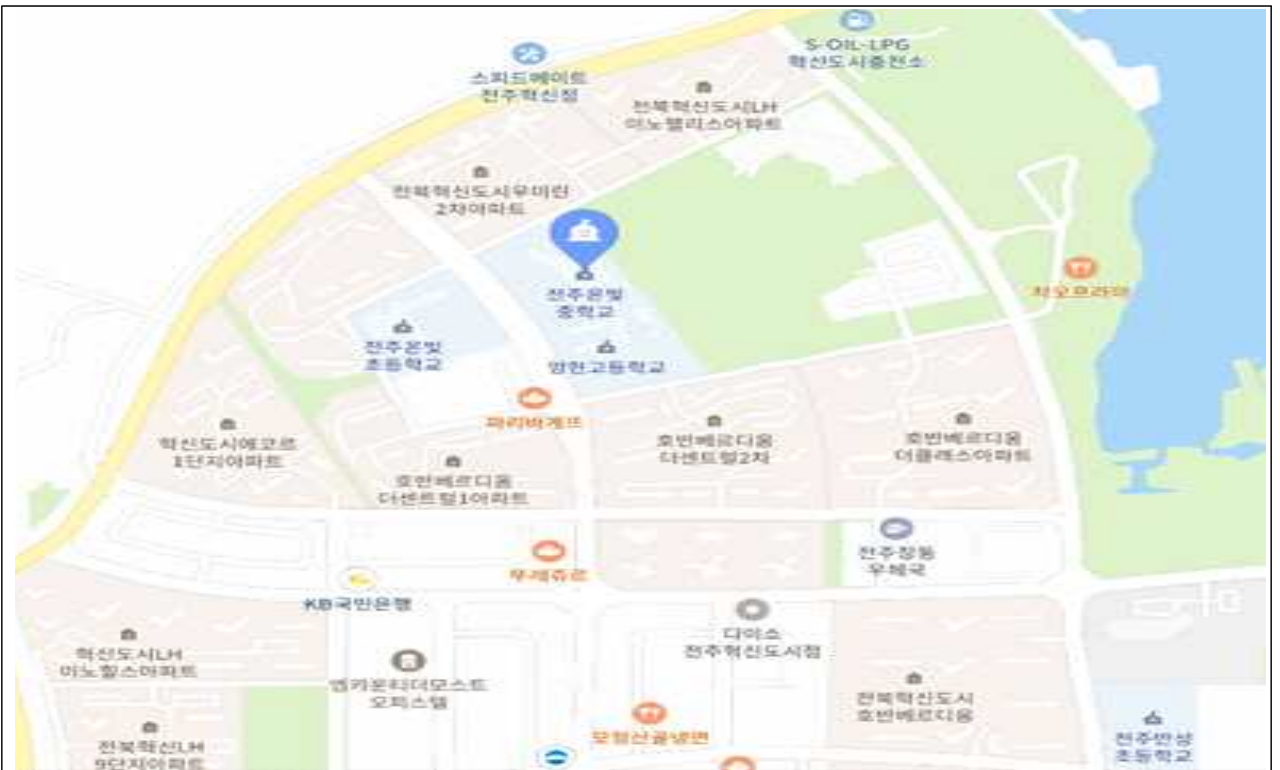 S-OIL-LPG
혁신도시충전소
스피드메이트
전주혁신점
전북혁신도시LH
이노팰리스아파트
전북혁신도시우미린
2차아파트
전주온빛
중학교
치오프라파
전주온빛
초등학교
양현고등학교
파리바게뜨
혁신도시에코르
1단지아파트
호반베르디움
더센트럴2차
호반베르디움
더클래스아파트
호반베르디움
더센트럴1아파트
전주장동
우체국
뚜레쥬르
KB국민은행
다이소
전주혁신도시점
혁신도시LH
이노힐스아파트
엠카운티더모스트
오피스텔
전북혁신도시
호반베르디움
전북혁신LH
9단지아파트
전주반성
초등학교